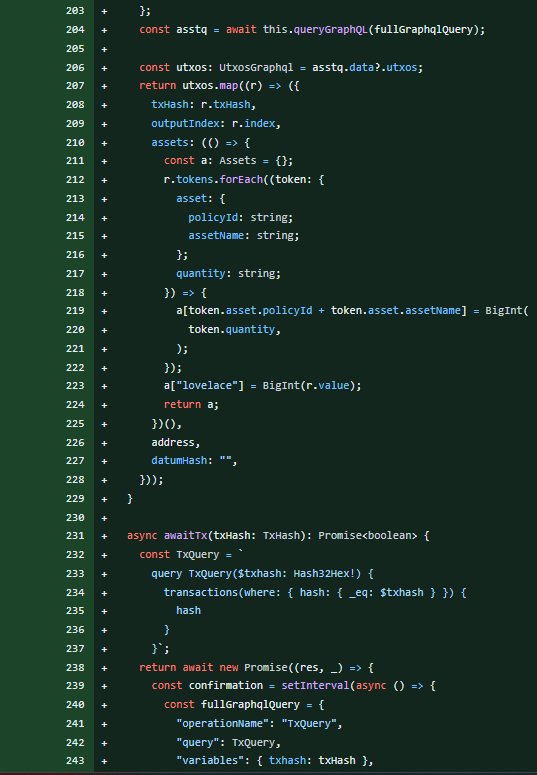 203 + };
204 + const asstq = await this.queryGraphQL(fullGraphqlQuery);
205 +
206 + const utxos: UtxosGraphql = asstq.data?.utxos;
207 + return utxos.map((r) => ({
208 + txHash: r.txHash,
209 + outputIndex: r.index,
210 + assets: (() => {
211 + const a: Assets = {};
212 + r.tokens.forEach((token: {
213 + asset: {
214 + policyId: string;
215 + assetName: string;
216 + };
217 + quantity: string;
218 + }) => {
219 + a[token.asset.policyId + token.asset.assetName] = BigInt(
220 + token.quantity,
221 + );
222 + });
223 + a["lovelace"] = BigInt(r.value);
224 + return a;
225 + })(),
226 + address,
227 + datumHash: "",
228 + }));
229 + }
230 +
231 + async awaitTx(txHash: TxHash): Promise<boolean> {
232 + const TxQuery = `
233 + query TxQuery($txhash: Hash32Hex!) {
234 + transactions(where: { hash: { _eq: $txhash } }) {
235 + hash
236 + }
237 + }`;
238 + return await new Promise((res, _) => {
239 + const confirmation = setInterval(async () => {
240 + const fullGraphqlQuery = {
241 + "operationName": "TxQuery",
242 + "query": TxQuery,
243 + "variables": { txhash: txHash },